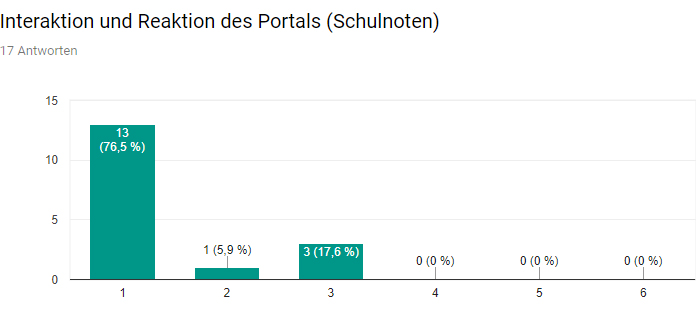 Interaktion und Reaktion des Portals (Schulnoten)
17 Antworten
15
10
5
0
13
(76,5 %)
1 (5,9 %)
3 (17,6 %)
0 (0 %)
0 (0 %)
0 (0 %)
1
2
3
4
5
6